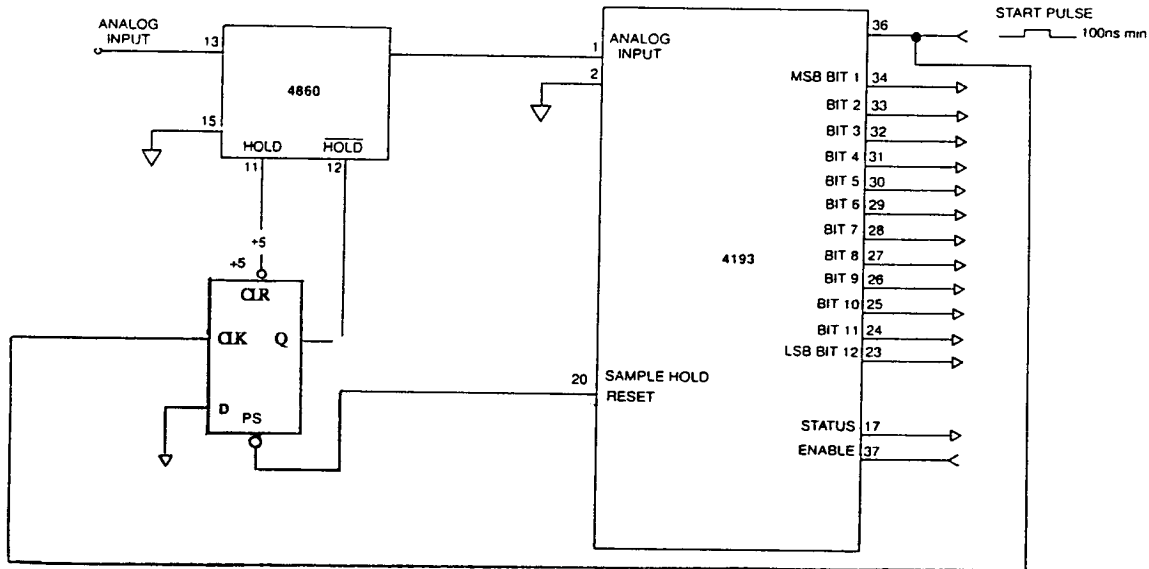 ANALOG
INPUT
13
4860
15
HOLD
HOLD
11
12
+5
+5
CLR
CLK
Q
D
PS
1
ANALOG
INPUT
2
4193
20
SAMPLE HOLD
RESET
36
START PULSE
100ns min
MSB BIT 1
34
BIT 2
33
BIT 3
32
BIT 4
31
BIT 5
30
BIT 6
29
BIT 7
28
BIT 8
27
BIT 9
26
BIT 10
25
BIT 11
24
LSB BIT 12
23
STATUS
17
ENABLE
37